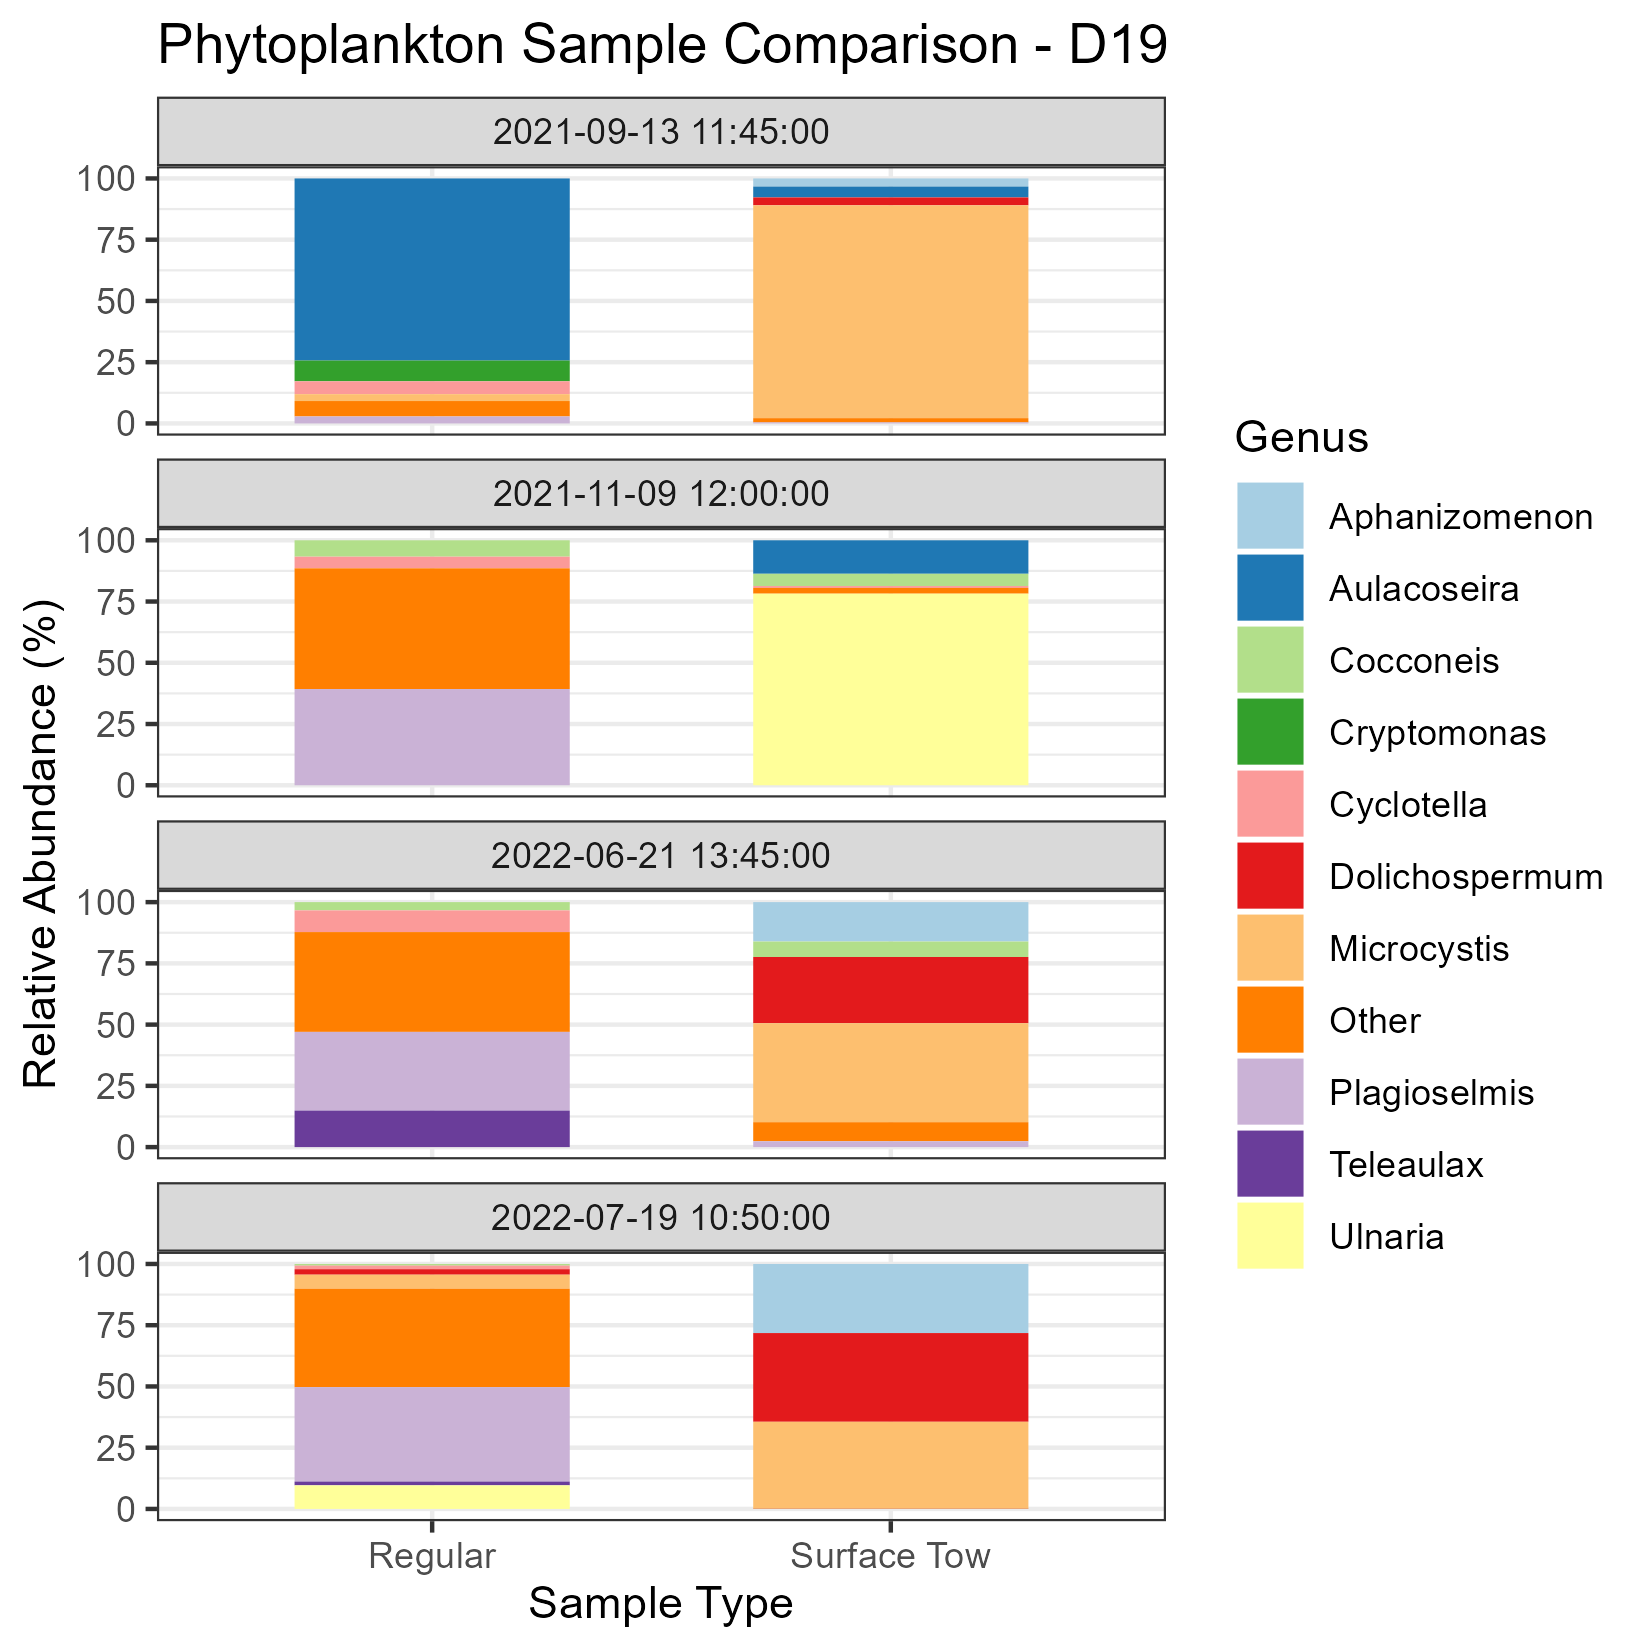 Phytoplankton Sample Comparison - D19
2021-09-13 11:45:00
100
75
50
25
0
2021-11-09 12:00:00
100
75
50
25
0
2022-06-21 13:45:00
100
75
50
25
0
2022-07-19 10:50:00
100
75
50
25
0
Regular Surface Tow
Sample Type
Relative Abundance (%)
Genus
Aphanizomenon
Aulacoseira
Cocconeis
Cryptomonas
Cyclotella
Dolichospermum
Microcystis
Other
Plagioselmis
Teleaulax
Ulnaria